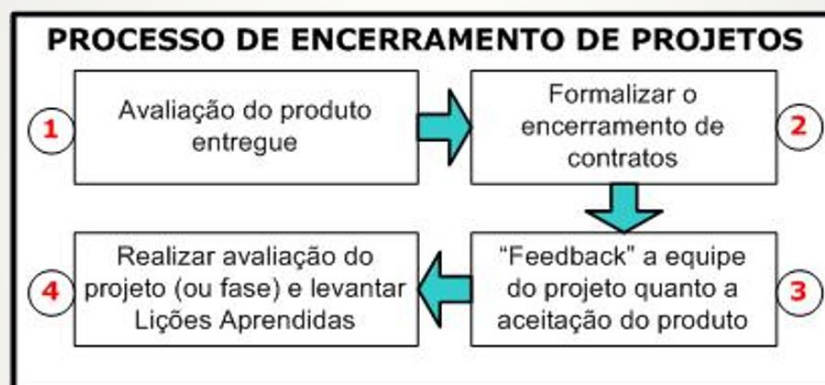 PROCESSO DE ENCERRAMENTO DE PROJETOS
1
Avaliação do produto
entregue
Formalizar o
encerramento de
contratos
2
4
Realizar avaliação do
projeto (ou fase) e levantar
Lições Aprendidas
“Feedback” a equipe
do projeto quanto a
aceitação do produto
3